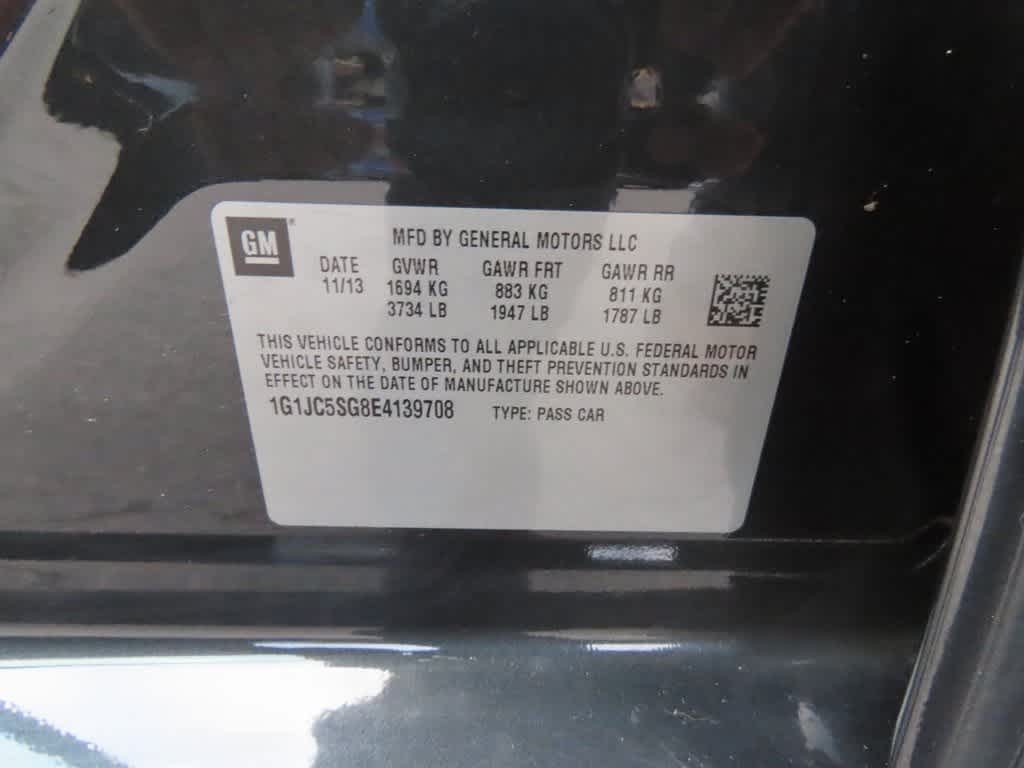 GM
MFD BY GENERAL MOTORS LLC
DATE GVWR GAWR FRT GAWR RR
11/13 1694 KG 883 KG 811 KG
3734 LB 1947 LB 1787 LB
THIS VEHICLE CONFORMS TO ALL APPLICABLE U.S. FEDERAL MOTOR
VEHICLE SAFETY, BUMPER, AND THEFT PREVENTION STANDARDS IN
EFFECT ON THE DATE OF MANUFACTURE SHOWN ABOVE.
1G1JC5SG8E4139708 TYPE: PASS CAR